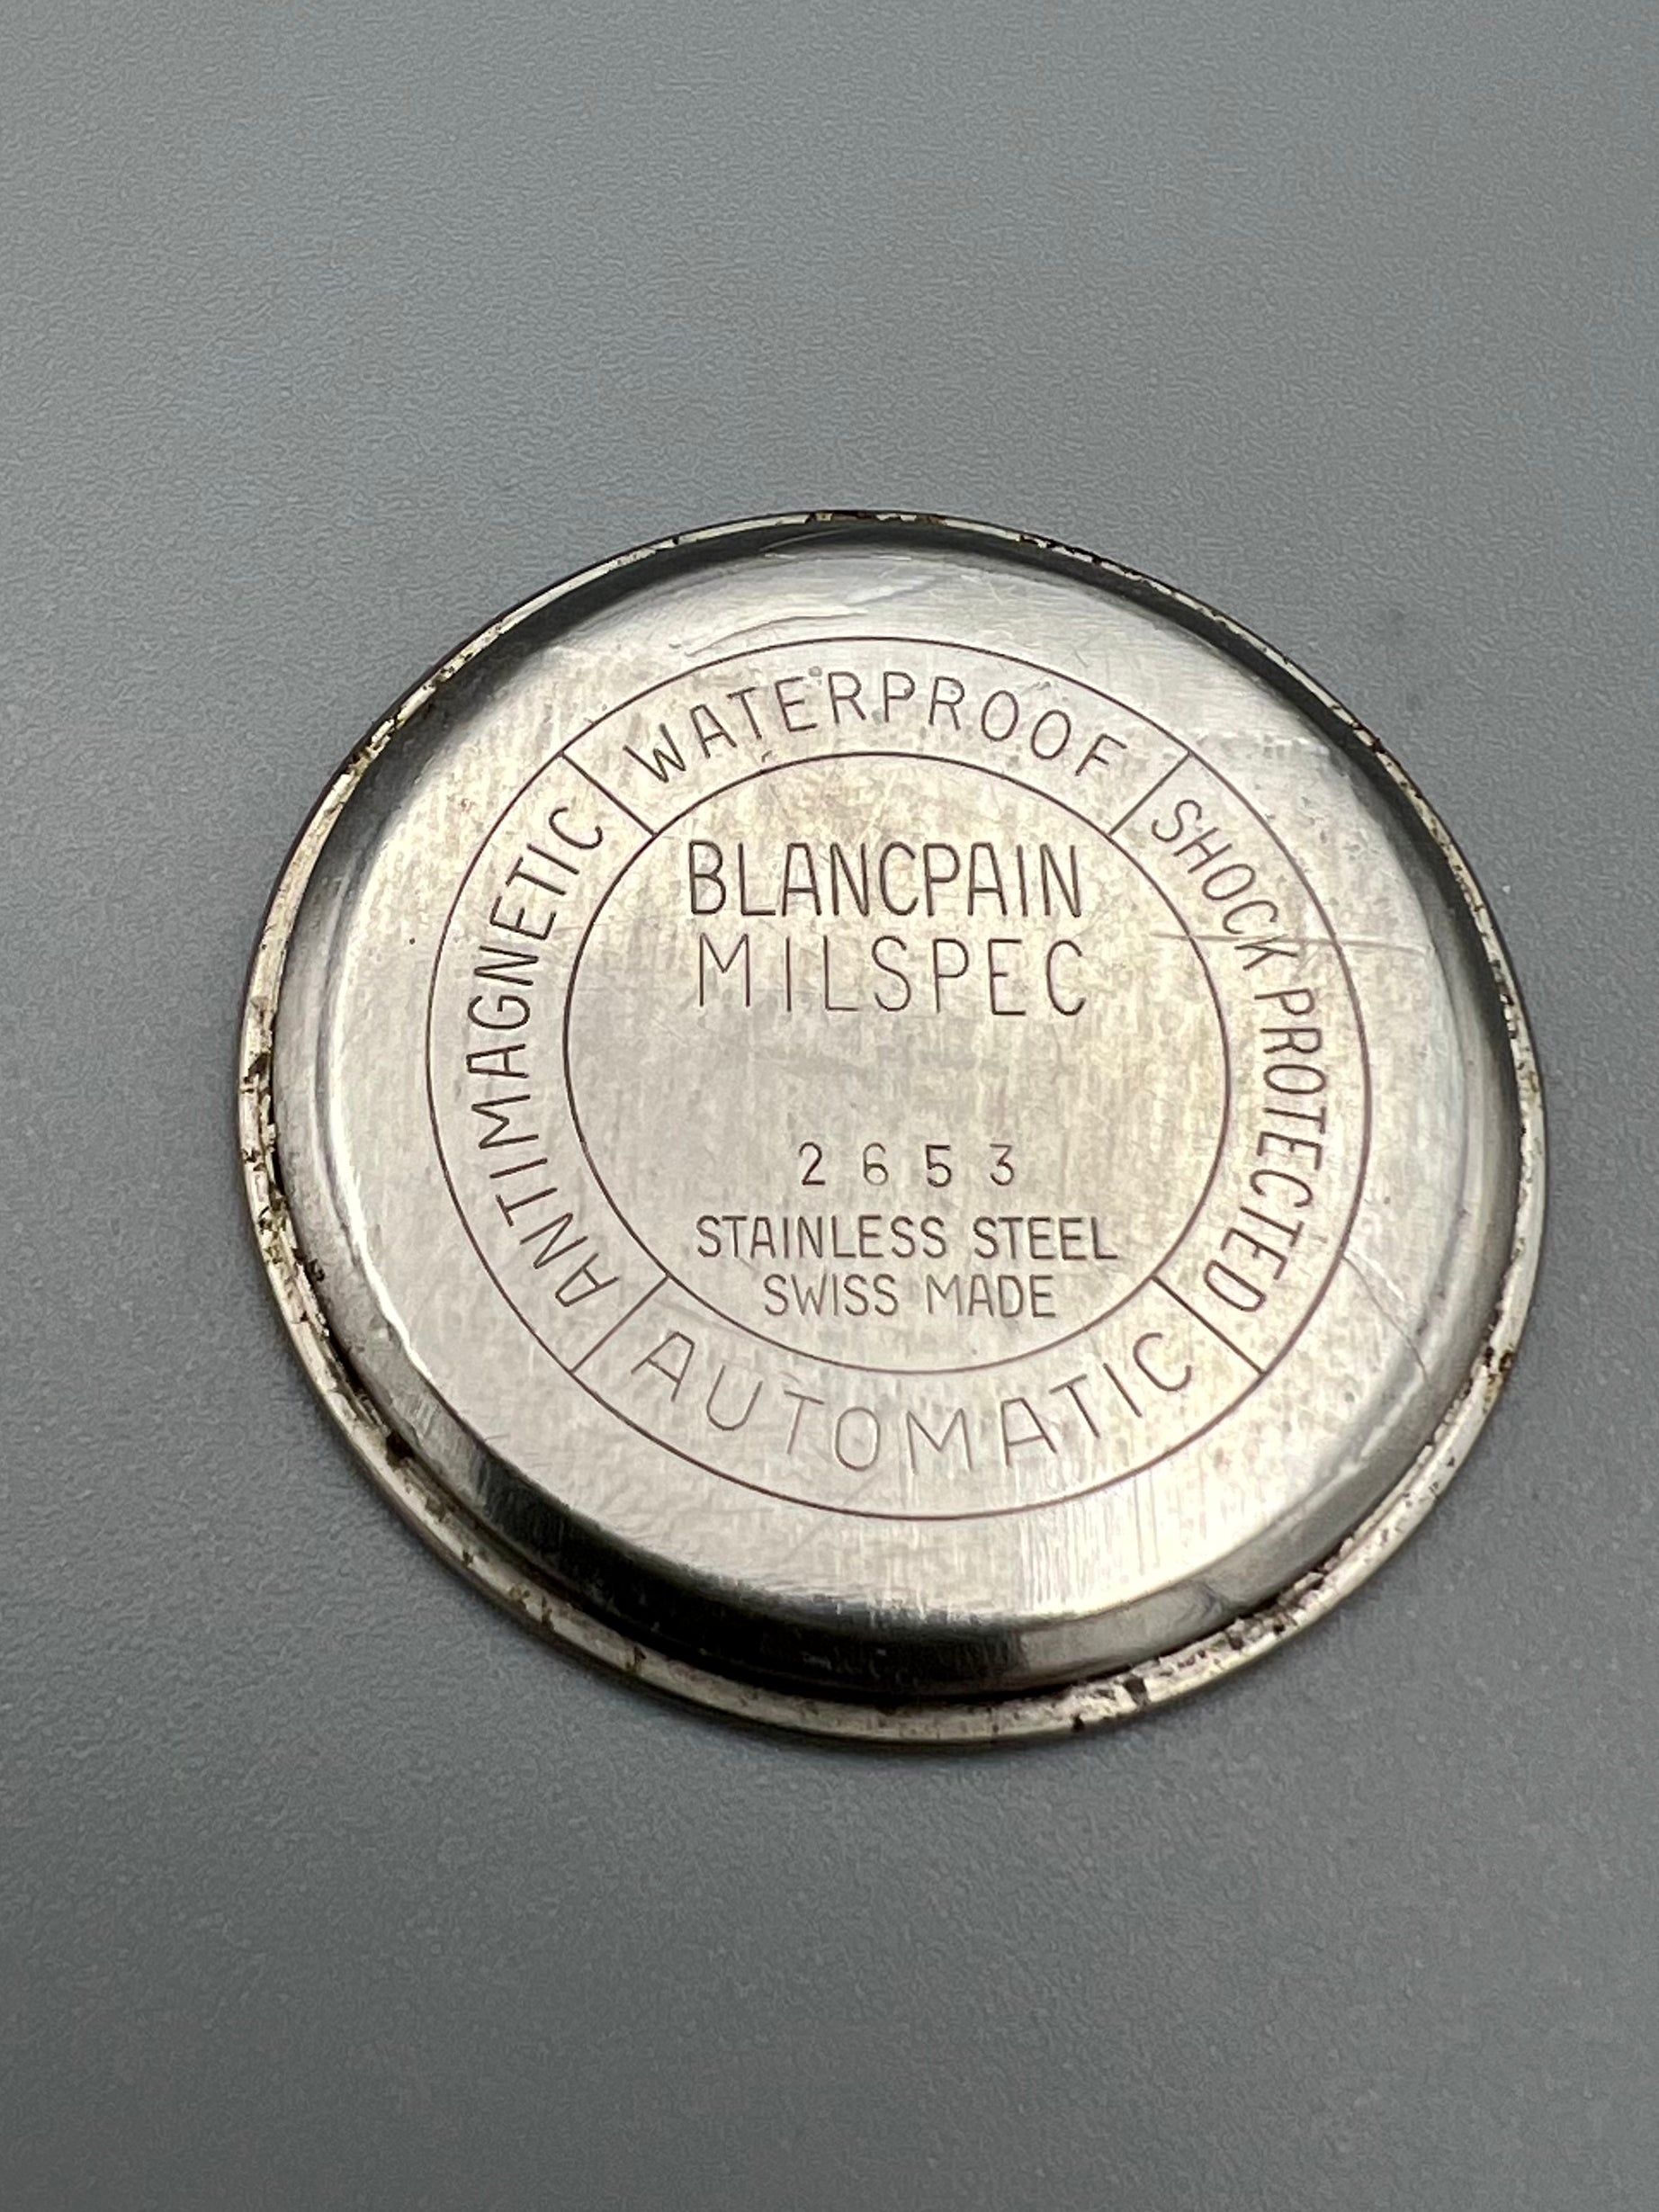 WATERPROOF
SHOCK PROTECTED
AUTOMATIC
ANTIMAGNETIC
BLANCPAIN
MILSPEC
2653
STAINLESS STEEL
SWISS MADE